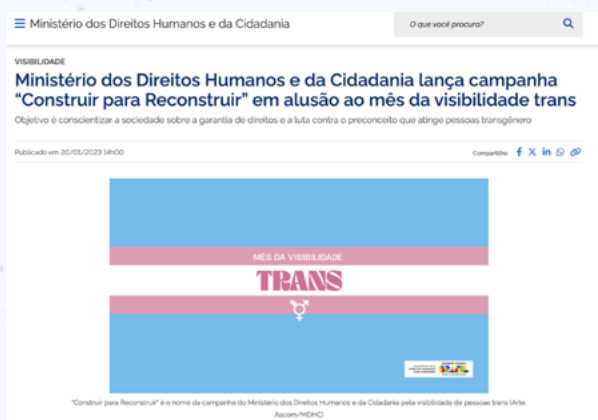 Ministério dos Direitos Humanos e da Cidadania
O que você procura?
VISIBILIDADE
Ministério dos Direitos Humanos e da Cidadania lança campanha
“Construir para Reconstruir” em alusão ao mês da visibilidade trans
Objetivo é conscientizar a sociedade sobre a garantia de direitos e a luta contra o preconceito que atinge pessoas transgênero
Publicado em 20/01/2023 14h00
Compartilhe:
MÊS DA VISIBILIDADE
TRANS
"Construir para Reconstruir" é o nome da campanha do Ministério dos Direitos Humanos e da Cidadania pela visibilidade de pessoas trans (Arte:
Ascom/MDHC)